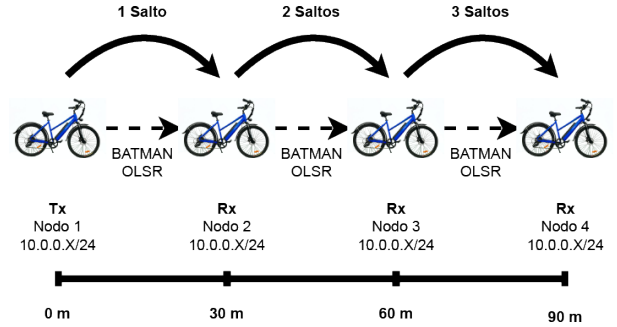 1 Salto 2 Saltos 3 Saltos
BATMAN BATMAN BATMAN
OLSR OLSR OLSR
Tx Rx Rx Rx
Nodo 1 Nodo 2 Nodo 3 Nodo 4
10.0.0.X/24 10.0.0.X/24 10.0.0.X/24 10.0.0.X/24
0 m 30 m 60 m 90 m